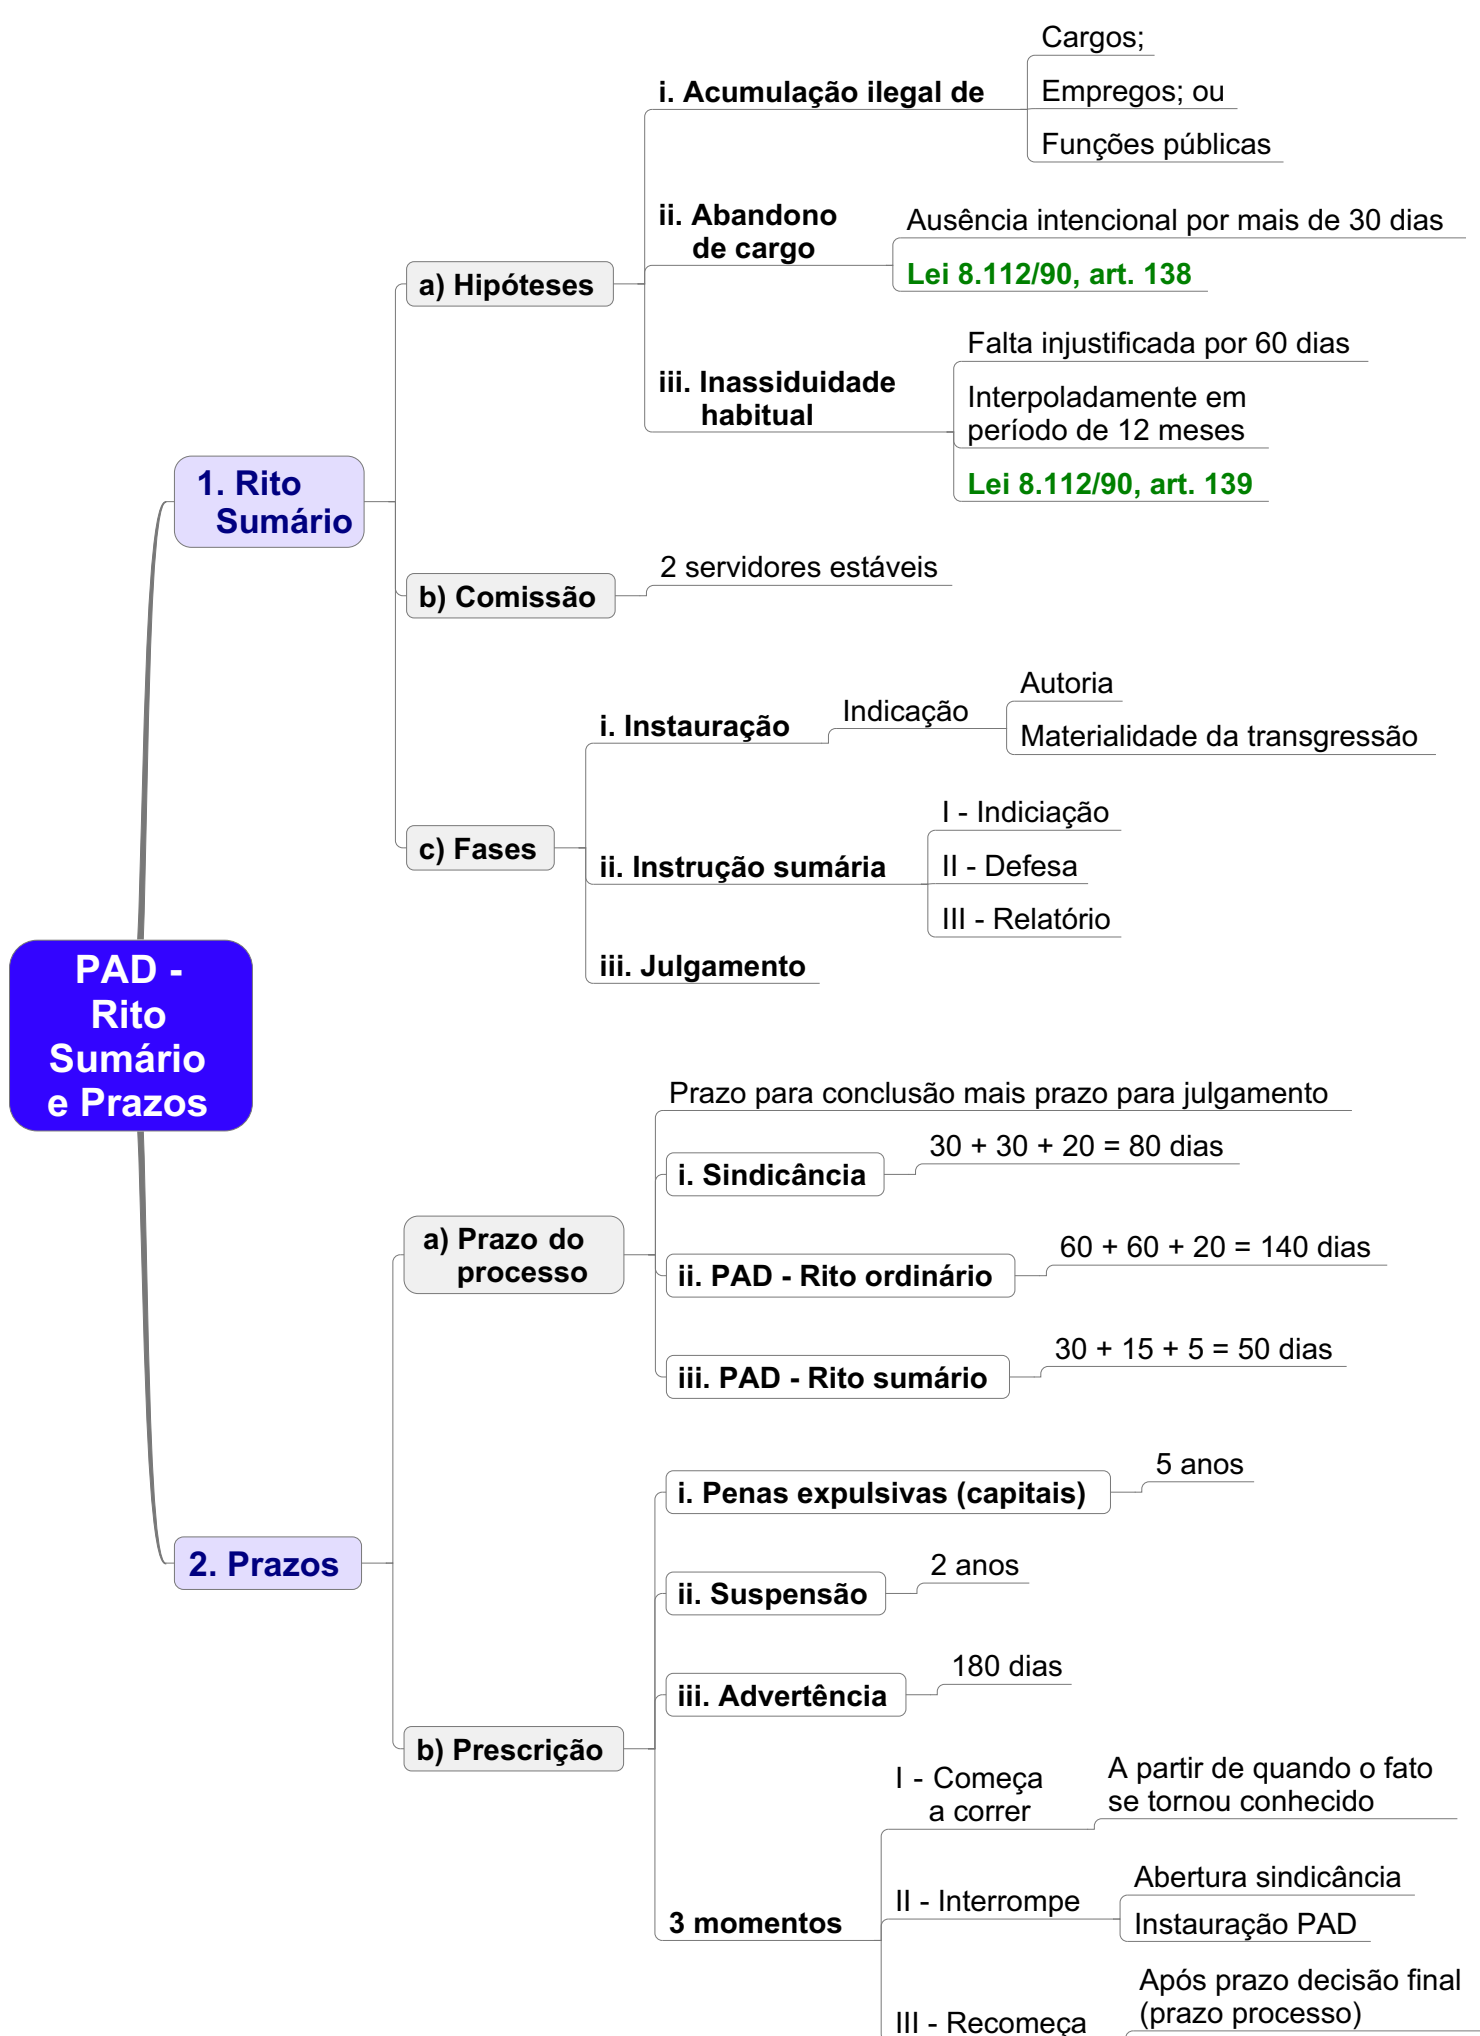 PAD -
Rito
Sumário
e Prazos
1. Rito
Sumário
a) Hipóteses
i. Acumulação ilegal de
Cargos;
Empregos; ou
Funções públicas
ii. Abandono
de cargo
Ausência intencional por mais de 30 dias
Lei 8.112/90, art. 138
iii. Inassiduidade
habitual
Falta injustificada por 60 dias
Interpoladamente em
período de 12 meses
Lei 8.112/90, art. 139
b) Comissão
2 servidores estáveis
c) Fases
i. Instauração
Indicação
Autoria
Materialidade da transgressão
ii. Instrução sumária
I - Indiciação
II - Defesa
III - Relatório
iii. Julgamento
2. Prazos
a) Prazo do
processo
Prazo para conclusão mais prazo para julgamento
i. Sindicância
30 + 30 + 20 = 80 dias
ii. PAD - Rito ordinário
60 + 60 + 20 = 140 dias
iii. PAD - Rito sumário
30 + 15 + 5 = 50 dias
b) Prescrição
i. Penas expulsivas (capitais)
5 anos
ii. Suspensão
2 anos
iii. Advertência
180 dias
3 momentos
I - Começa
a correr
A partir de quando o fato
se tornou conhecido
II - Interrompe
Abertura sindicância
Instauração PAD
III - Recomeça
Após prazo decisão final
(prazo processo)